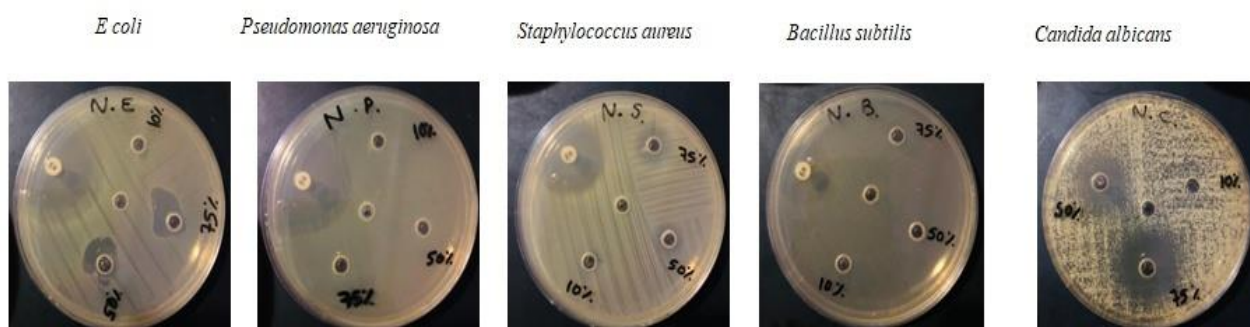 E coli
Pseudomonas aeruginosa
Staphylococcus aureus
Bacillus subtilis
Candida albicans
N.E
10%
75%
50%
N.P.
10%
50%
75%
N.S.
75%
50%
10%
N.B.
75%
50%
10%
N.C.
10%
50%
75%